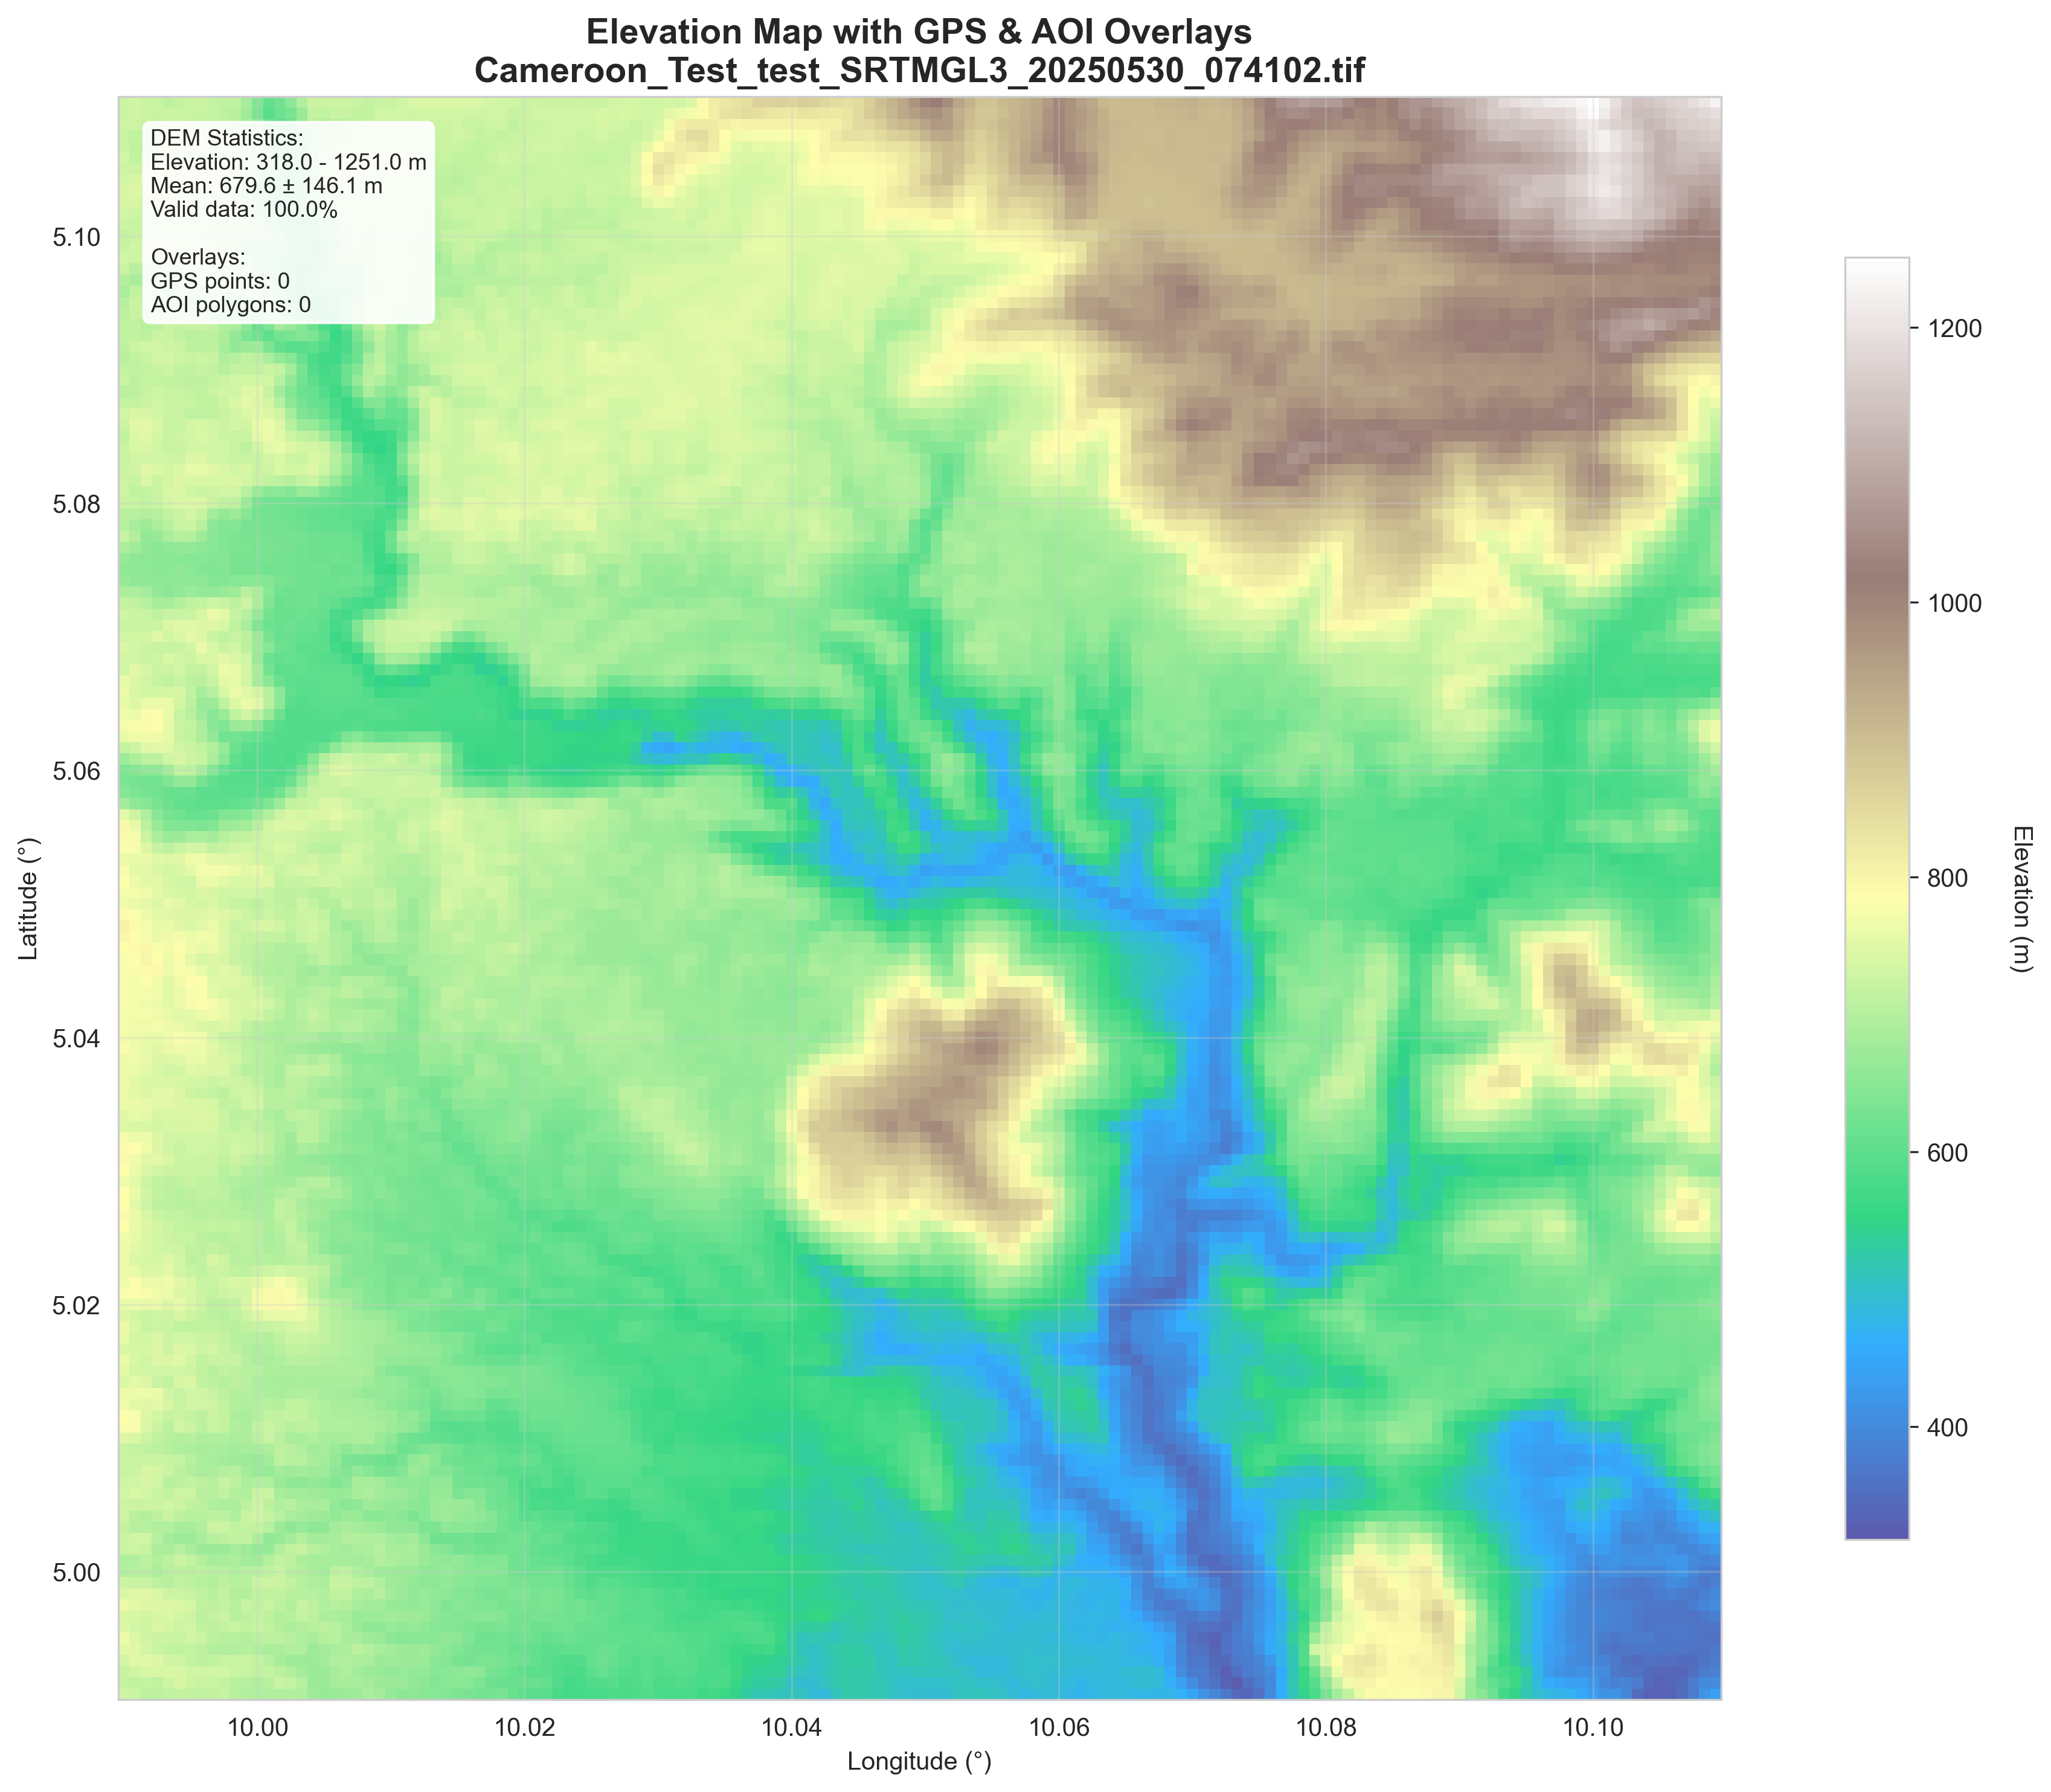 Elevation Map with GPS & AOI Overlays
Cameroon_Test_test_SRTMGL3_20250530_074102.tif
DEM Statistics:
Elevation: 318.0 - 1251.0 m
Mean: 679.6 ± 146.1 m
Valid data: 100.0%
Overlays:
GPS points: 0
AOI polygons: 0
5.10
5.08
5.06
5.04
5.02
5.00
Latitude (°)
10.00
10.02
10.04
10.06
10.08
10.10
Longitude (°)
1200
1000
800
600
400
Elevation (m)